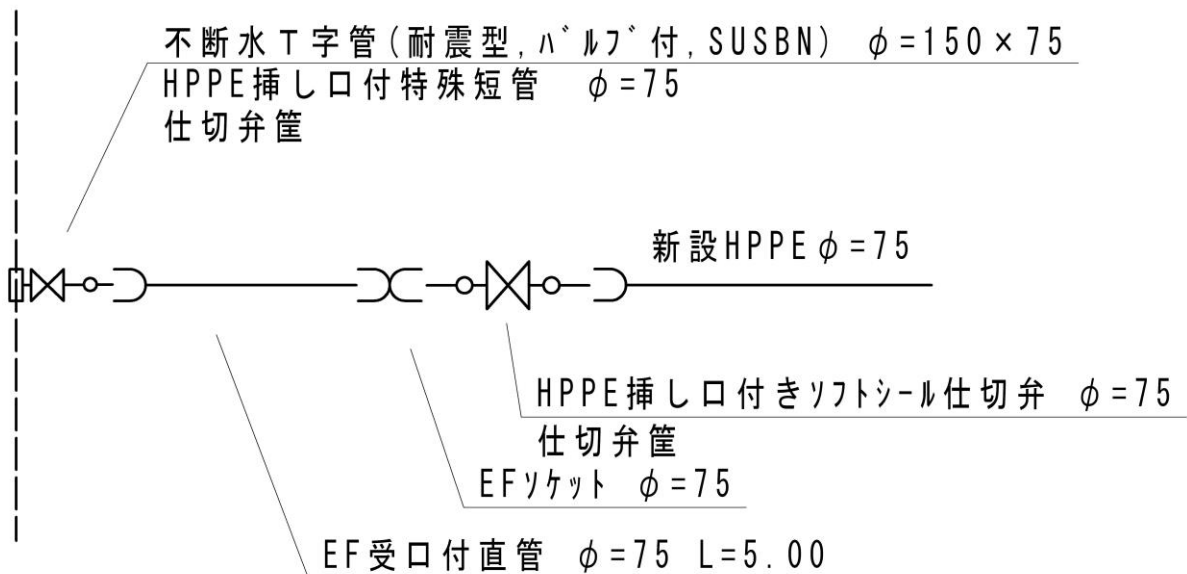 不断水T字管(耐震型,ﾊﾞﾙﾌﾞ付,SUSBN) φ=150×75
HPPE挿し口付特殊短管 φ=75
仕切弁筐
新設HPPEφ=75
HPPE挿し口付きｿﾌﾄｼｰﾙ仕切弁 φ=75
仕切弁筐
EFｿｹｯﾄ φ=75
EF受口付直管 φ=75 L=5.00